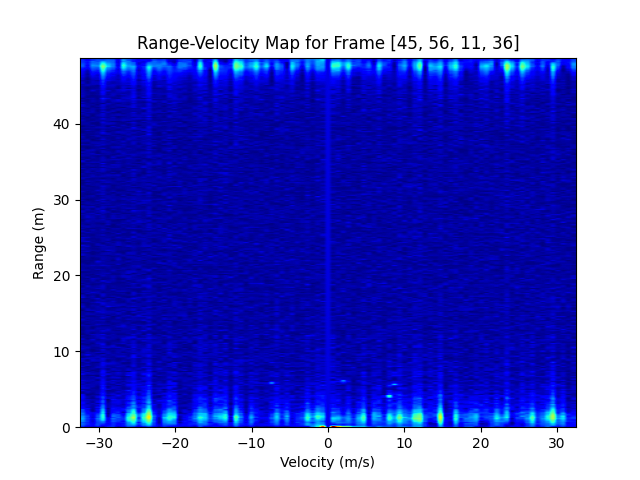 Range-Velocity Map for Frame [45, 56, 11, 36]
Range (m)
40
30
20
10
0
−30 −20 −10 0 10 20 30
Velocity (m/s)